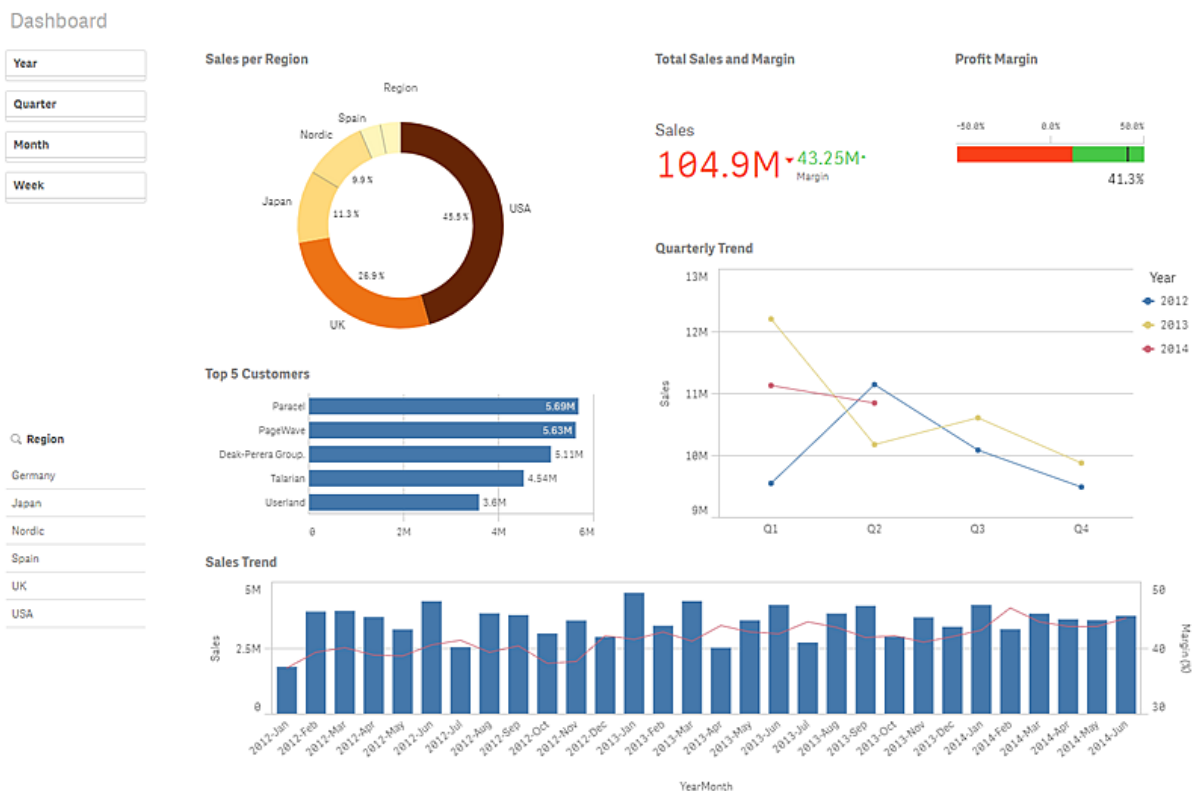 Dashboard
Year
Quarter
Month
Week
Region
Germany
Japan
Nordic
Spain
UK
USA
Sales per Region
Region
Spain
Nordic
Japan
UK
USA
9.9%
11.3%
26.9%
45.5%
Total Sales and Margin
Sales
104.9M
43.25M
Margin
Profit Margin
-50.0% 0.0% 50.0%
41.3%
Top 5 Customers
Paracel 5.69M
PageWave 5.63M
Deak-Perera Group. 5.11M
Talarian 4.54M
Userland 3.6M
0 2M 4M 6M
Quarterly Trend
13M
12M
11M
10M
9M
Sales
Q1 Q2 Q3 Q4
Year
2012
2013
2014
Sales Trend
5M
2.5M
0
Sales
50
40
30
Margin (%)
2012-Jan 2012-Feb 2012-Mar 2012-Apr 2012-May 2012-Jun 2012-Jul 2012-Aug 2012-Sep 2012-Oct 2012-Nov 2012-Dec 2013-Jan 2013-Feb 2013-Mar 2013-Apr 2013-May 2013-Jun 2013-Jul 2013-Aug 2013-Sep 2013-Oct 2013-Nov 2013-Dec 2014-Jan 2014-Feb 2014-Mar 2014-Apr 2014-May 2014-Jun
YearMonth